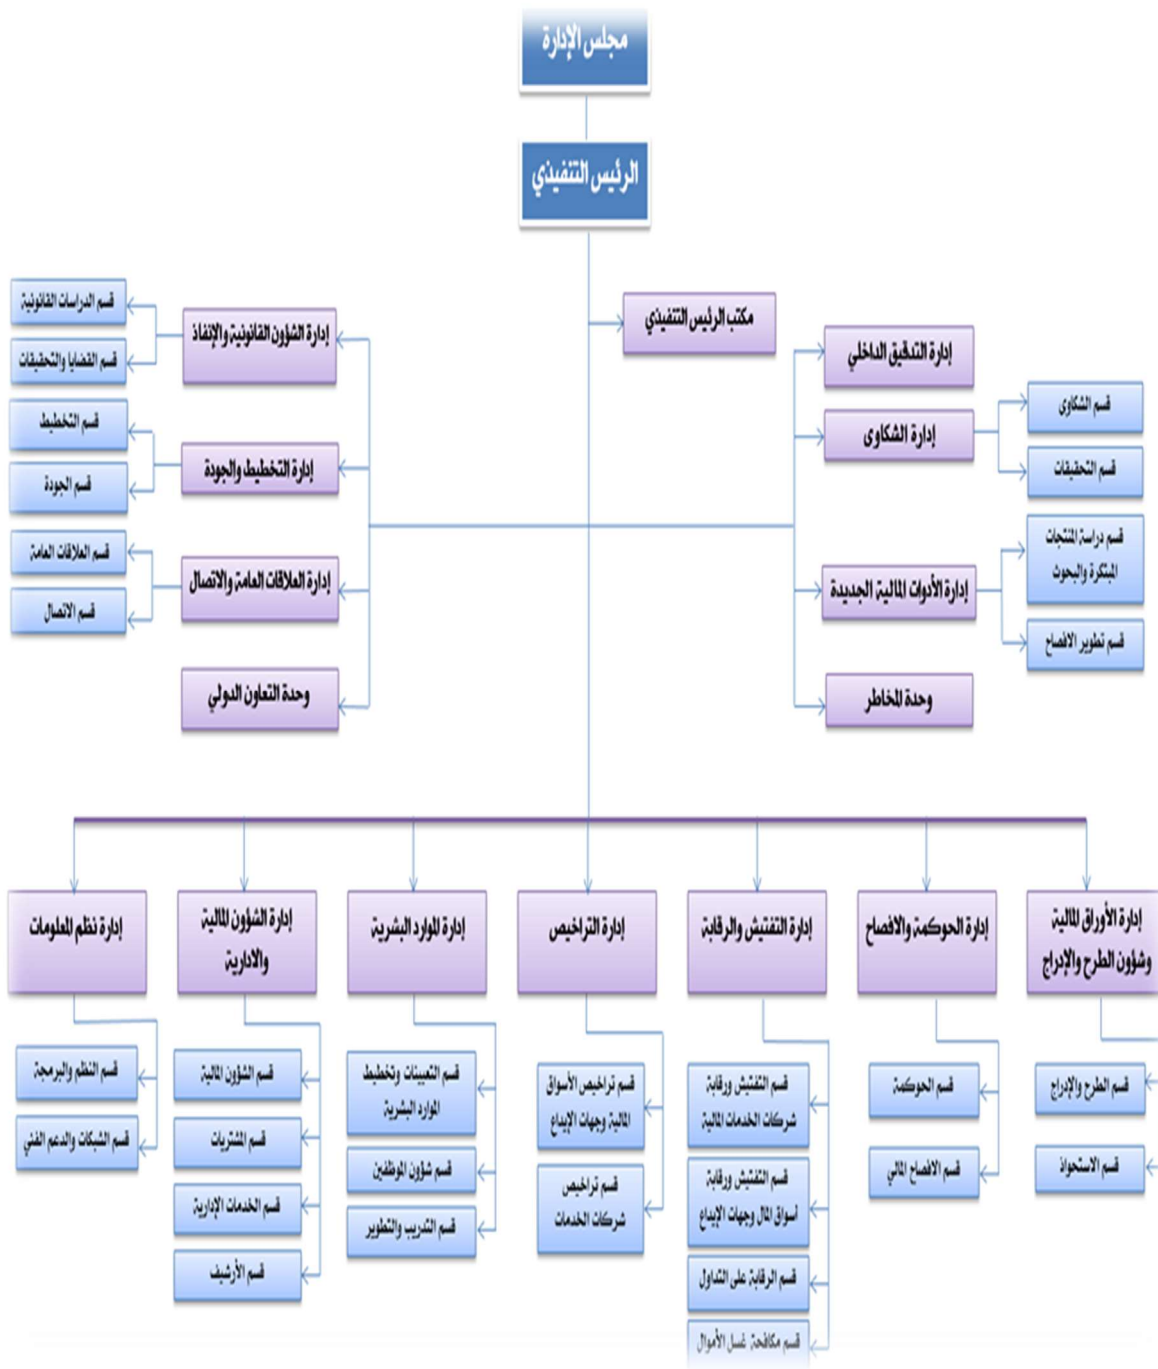 مجلس الإدارة
الرئيس التنفيذي
مكتب الرئيس التنفيذي
إدارة التدقيق الداخلي
إدارة الشكاوى
قسم الشكاوى
قسم التحقيقات
إدارة الأدوات المالية الجديدة
قسم دراسة المنتجات
المبتكرة والبحوث
قسم تطوير الافصاح
وحدة المخاطر
إدارة الشؤون القانونية والإنفاذ
قسم الدراسات القانونية
قسم القضايا والتحقيقات
إدارة التخطيط والجودة
قسم التخطيط
قسم الجودة
إدارة العلاقات العامة والاتصال
قسم العلاقات العامة
قسم الاتصال
وحدة التعاون الدولي
إدارة الأوراق المالية
وشؤون الطرح والإدراج
قسم الطرح والإدراج
قسم الاستحواذ
إدارة الحوكمة والافصاح
قسم الحوكمة
قسم الافصاح المالي
إدارة التفتيش والرقابة
قسم التفتيش ورقابة
شركات الخدمات المالية
قسم التفتيش ورقابة
أسواق المال وجهات الإيداع
قسم الرقابة على التداول
قسم مكافحة غسل الأموال
إدارة التراخيص
قسم تراخيص الأسواق
المالية وجهات الإيداع
قسم تراخيص
شركات الخدمات
إدارة الموارد البشرية
قسم التعيينات وتخطيط
الموارد البشرية
قسم شؤون الموظفين
قسم التدريب والتطوير
إدارة الشؤون المالية
والادارية
قسم الشؤون المالية
قسم المشتريات
قسم الخدمات الإدارية
قسم الأرشيف
إدارة نظم المعلومات
قسم النظم والبرمجة
قسم الشبكات والدعم الفني